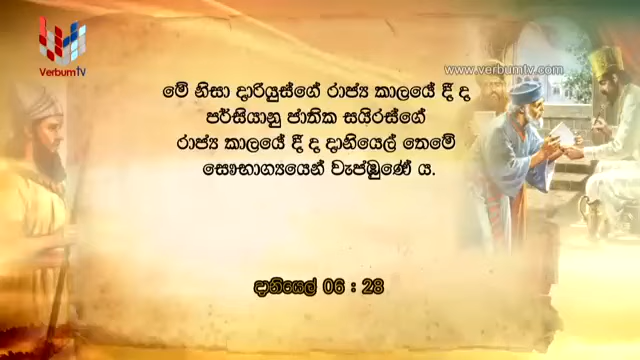 VerbumTV
www.verbumtv.com
මේ නිසා දාරියුස්ගේ රාජ්‍ය කාලයේ දී ද
පර්සියානු ජාතික සයිරස්ගේ
රාජ්‍ය කාලයේ දී ද දානියෙල් තෙමේ
සෞභාග්‍යයෙන් වැජඹුණේ ය.
දානියෙල් 06 : 28